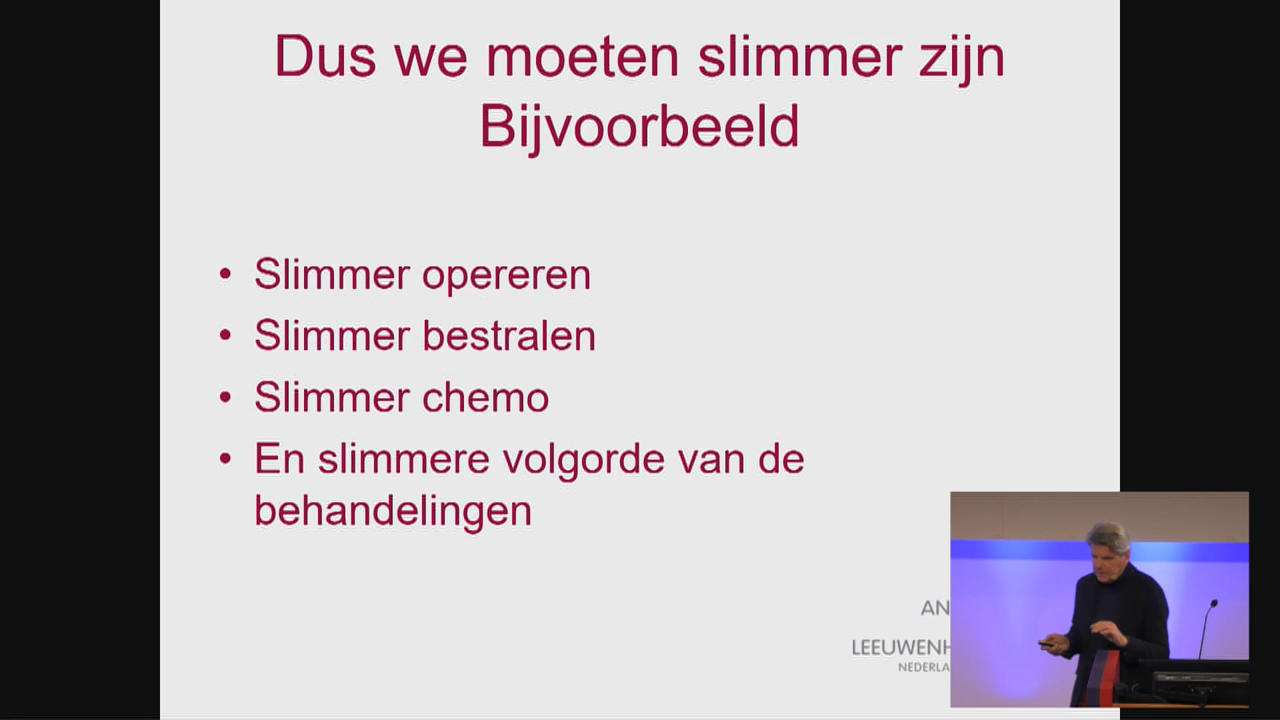 Dus we moeten slimmer zijn
Bijvoorbeeld
• Slimmer opereren
• Slimmer bestralen
• Slimmer chemo
• En slimmere volgorde van de
behandelingen